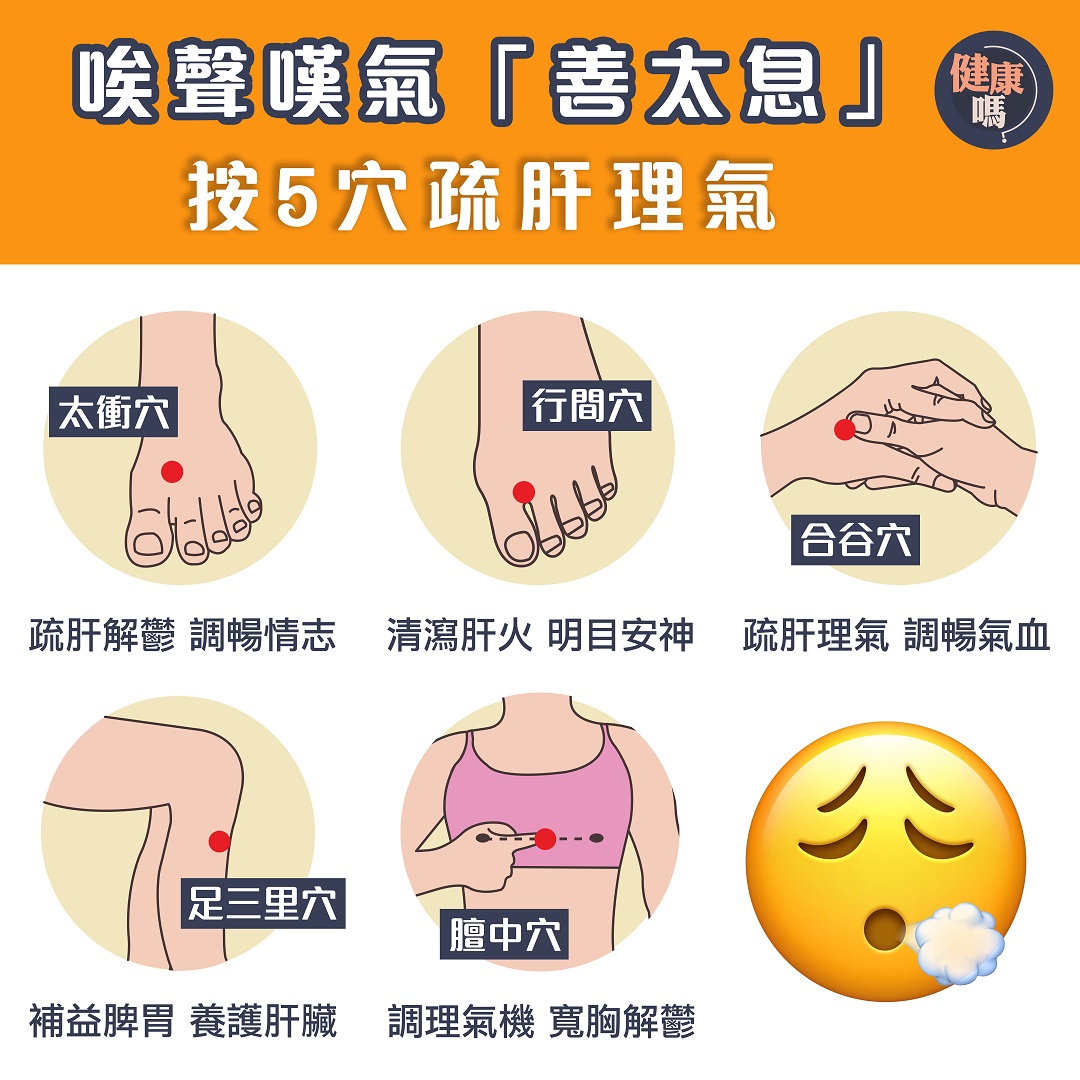 唉聲嘆氣「善太息」
健康
嗎
按5穴疏肝理氣
太衝穴
行間穴
合谷穴
疏肝解鬱 調暢情志
清瀉肝火 明目安神
疏肝理氣 調暢氣血
足三里穴
膻中穴
補益脾胃 養護肝臟
調理氣機 寬胸解鬱